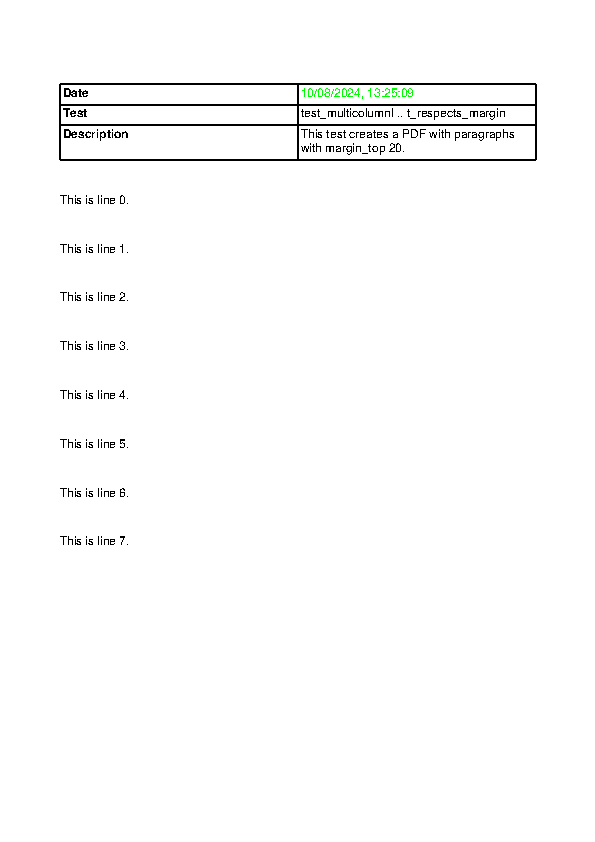 Date 10/08/2024, 13:25:09
Test test_multicolumnl .. t_respects_margin
Description This test creates a PDF with paragraphs
with margin_top 20.
This is line 0.
This is line 1.
This is line 2.
This is line 3.
This is line 4.
This is line 5.
This is line 6.
This is line 7.